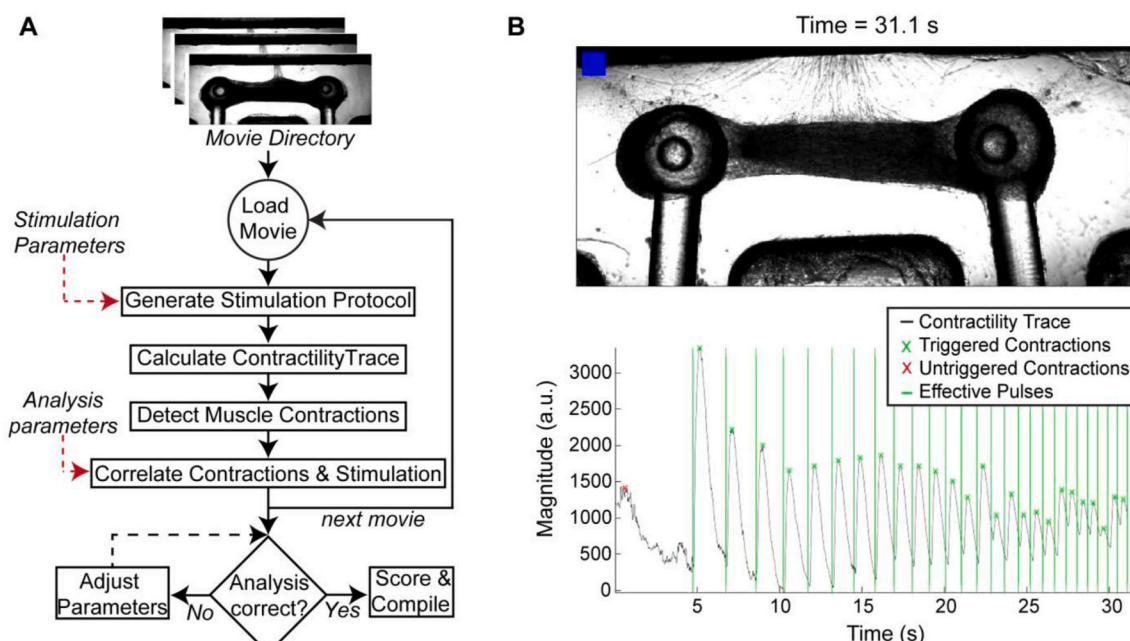 A
Movie Directory
Load
Movie
Stimulation
Parameters
Generate Stimulation Protocol
Calculate ContractilityTrace
Detect Muscle Contractions
Analysis
parameters
Correlate Contractions & Stimulation
next movie
Adjust
Parameters
No
Analysis
correct?
Yes
Score &
Compile
B
Time = 31.1 s
Contractility Trace
Triggered Contractions
Untriggered Contractions
Effective Pulses
Magnitude (a.u.)
3000
2500
2000
1500
1000
500
0
5 10 15 20 25 30
Time (s)